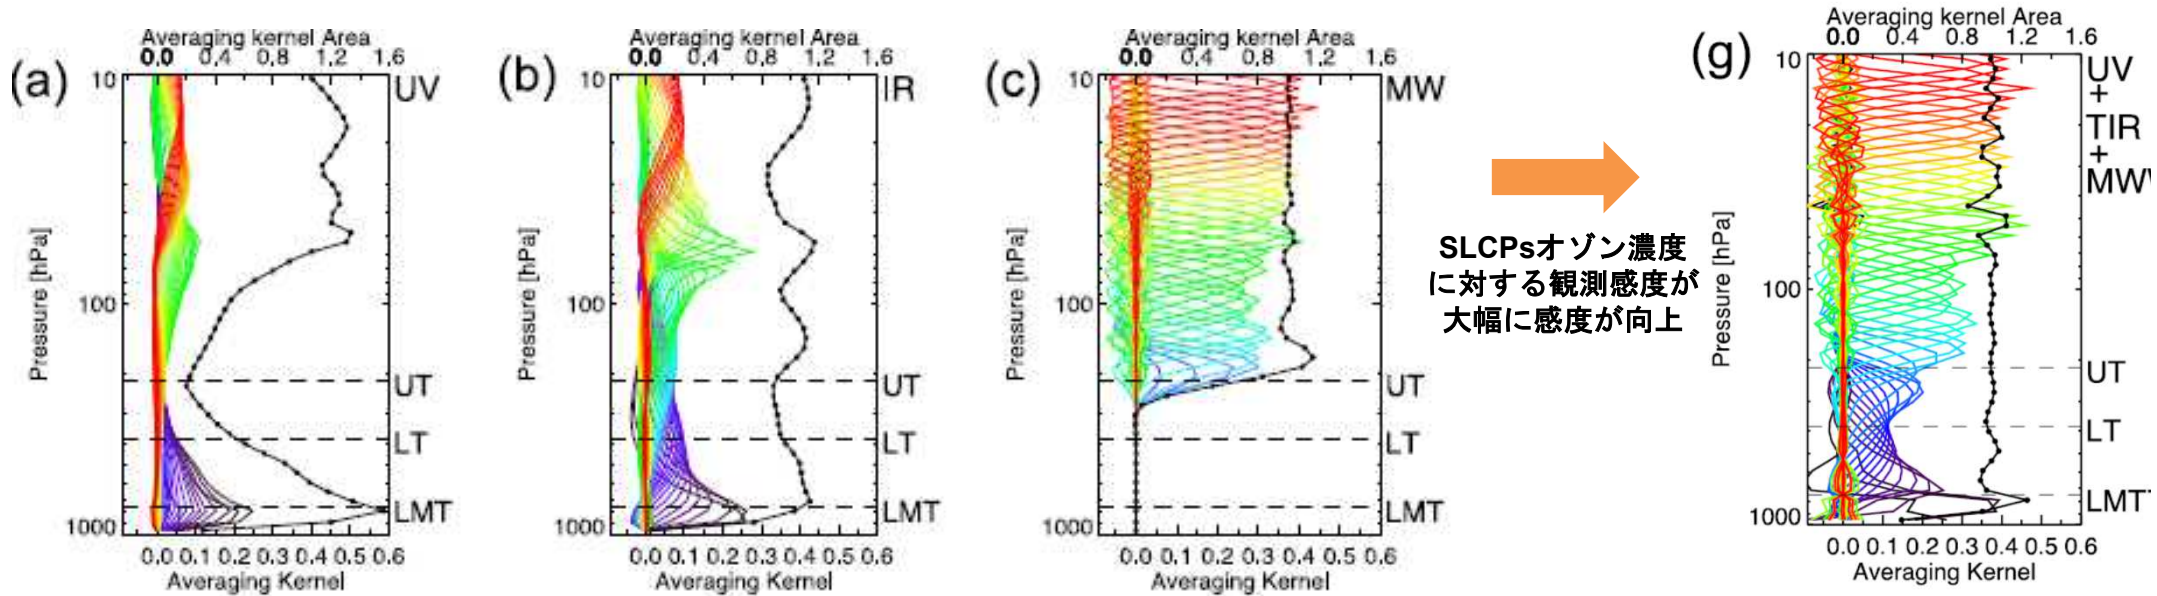 (a)
Averaging kernel Area
0.0 0.4 0.8 1.2 1.6
10
100
1000
Pressure [hPa]
UV
UT
LT
LMT
0.0 0.1 0.2 0.3 0.4 0.5 0.6
Averaging Kernel
(b)
Averaging kernel Area
0.0 0.4 0.8 1.2 1.6
10
100
1000
Pressure [hPa]
IR
UT
LT
LMT
0.0 0.1 0.2 0.3 0.4 0.5 0.6
Averaging Kernel
(c)
Averaging kernel Area
0.0 0.4 0.8 1.2 1.6
10
100
1000
Pressure [hPa]
MW
UT
LT
LMT
0.0 0.1 0.2 0.3 0.4 0.5 0.6
Averaging Kernel
SLCPsオゾン濃度
に対する観測感度が
大幅に感度が向上
(g)
Averaging kernel Area
0.0 0.4 0.8 1.2 1.6
10
100
1000
Pressure [hPa]
UV
+
TIR
+
MW
UT
LT
LMT
0.0 0.1 0.2 0.3 0.4 0.5 0.6
Averaging Kernel